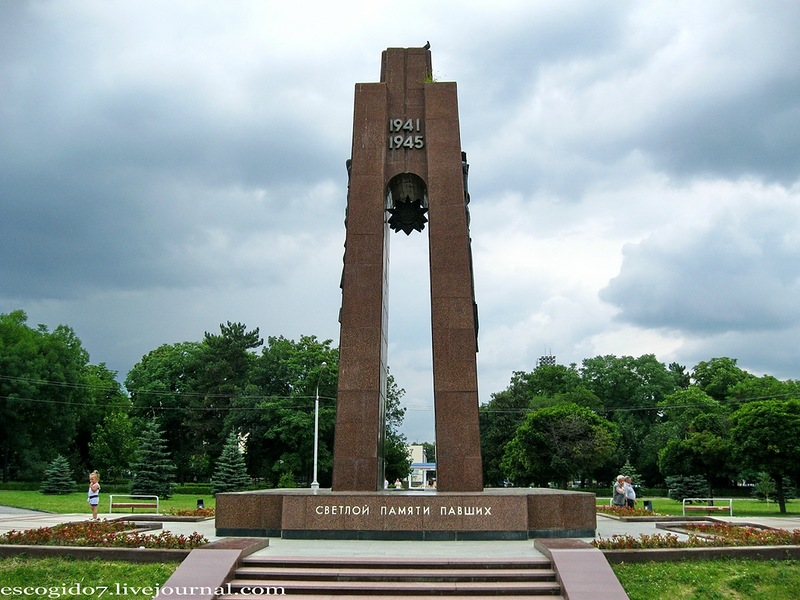 1941
1945
СВЕТЛОЙ ПАМЯТИ ПАВШИХ
escogido7.livejournal.com